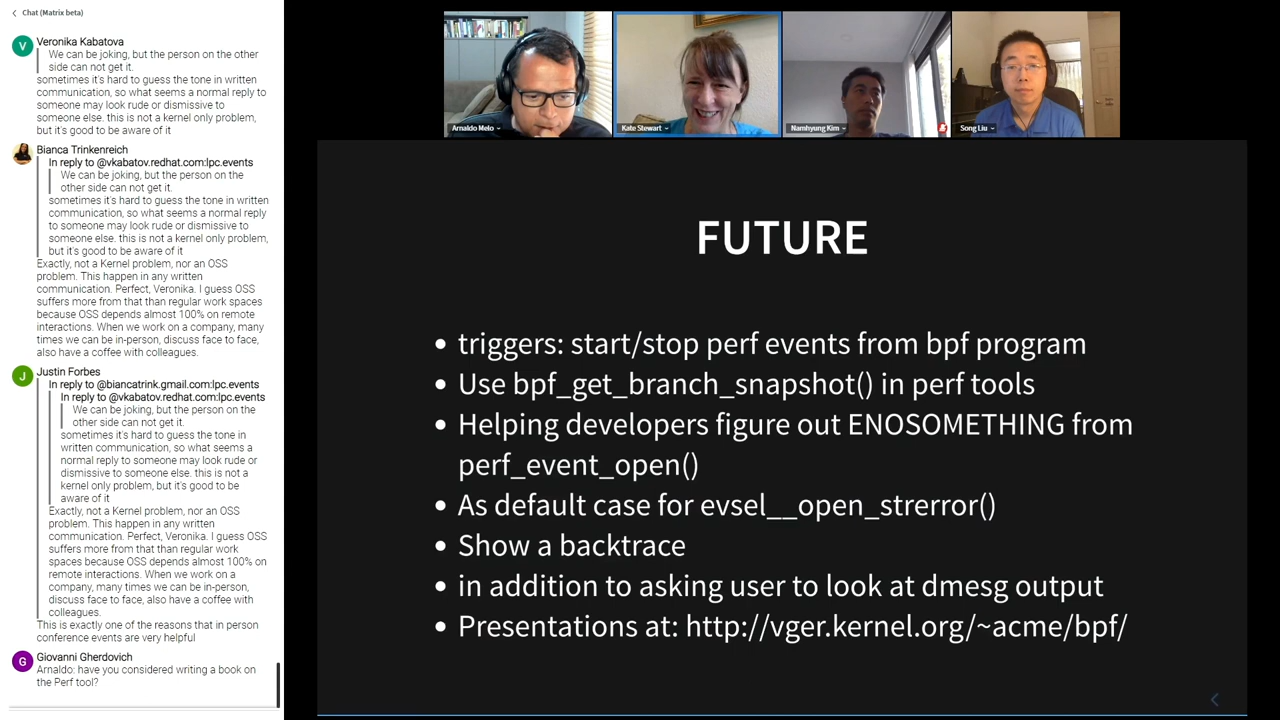 Chat (Matrix beta)
V
Veronika Kabatova
We can be joking, but the person on the other
side can not get it.
sometimes it's hard to guess the tone in written
communication, so what seems a normal reply to
someone may look rude or dismissive to
someone else. this is not a kernel only problem,
but it's good to be aware of it
Bianca Trinkenreich
In reply to @vkabatov.redhat.com:lpc.events
We can be joking, but the person on the
other side can not get it.
sometimes it's hard to guess the tone in written
communication, so what seems a normal reply
to someone may look rude or dismissive to
someone else. this is not a kernel only problem,
but it's good to be aware of it
Exactly, not a Kernel problem, nor an OSS
problem. This happen in any written
communication. Perfect, Veronika. I guess OSS
suffers more from that than regular work spaces
because OSS depends almost 100% on remote
interactions. When we work on a company, many
times we can be in-person, discuss face to face,
also have a coffee with colleagues.
J
Justin Forbes
In reply to @biancatrink.gmail.com:lpc.events
In reply to @vkabatov.redhat.com:lpc.events
We can be joking, but the person on the
other side can not get it.
sometimes it's hard to guess the tone in
written communication, so what seems a
normal reply to someone may look rude or
dismissive to someone else. this is not a
kernel only problem, but it's good to be
aware of it
Exactly, not a Kernel problem, nor an OSS
problem. This happen in any written
communication. Perfect, Veronika. I guess OSS
suffers more from that than regular work
spaces because OSS depends almost 100% on
remote interactions. When we work on a
company, many times we can be in-person,
discuss face to face, also have a coffee with
colleagues.
This is exactly one of the reasons that in person
conference events are very helpful
G
Giovanni Gherdovich
Arnaldo: have you considered writing a book on
the Perf tool?
Arnaldo Melo
Kate Stewart
Namhyung Kim
Song Liu
FUTURE
• triggers: start/stop perf events from bpf program
• Use bpf_get_branch_snapshot() in perf tools
• Helping developers figure out ENOSOMETHING from
perf_event_open()
• As default case for evsel__open_strerror()
• Show a backtrace
• in addition to asking user to look at dmesg output
• Presentations at: http://vger.kernel.org/~acme/bpf/